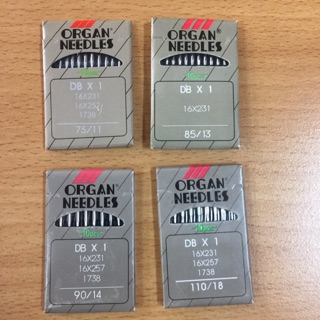 ORGAN®
NEEDLES
DB X 1
16X231
16X257
1738
75/11
ORGAN®
NEEDLES
DB X 1
16X231
85/13
ORGAN®
NEEDLES
DB X 1
16X231
16X257
1738
90/14
ORGAN®
NEEDLES
DB X 1
16X231
16X257
1738
110/18